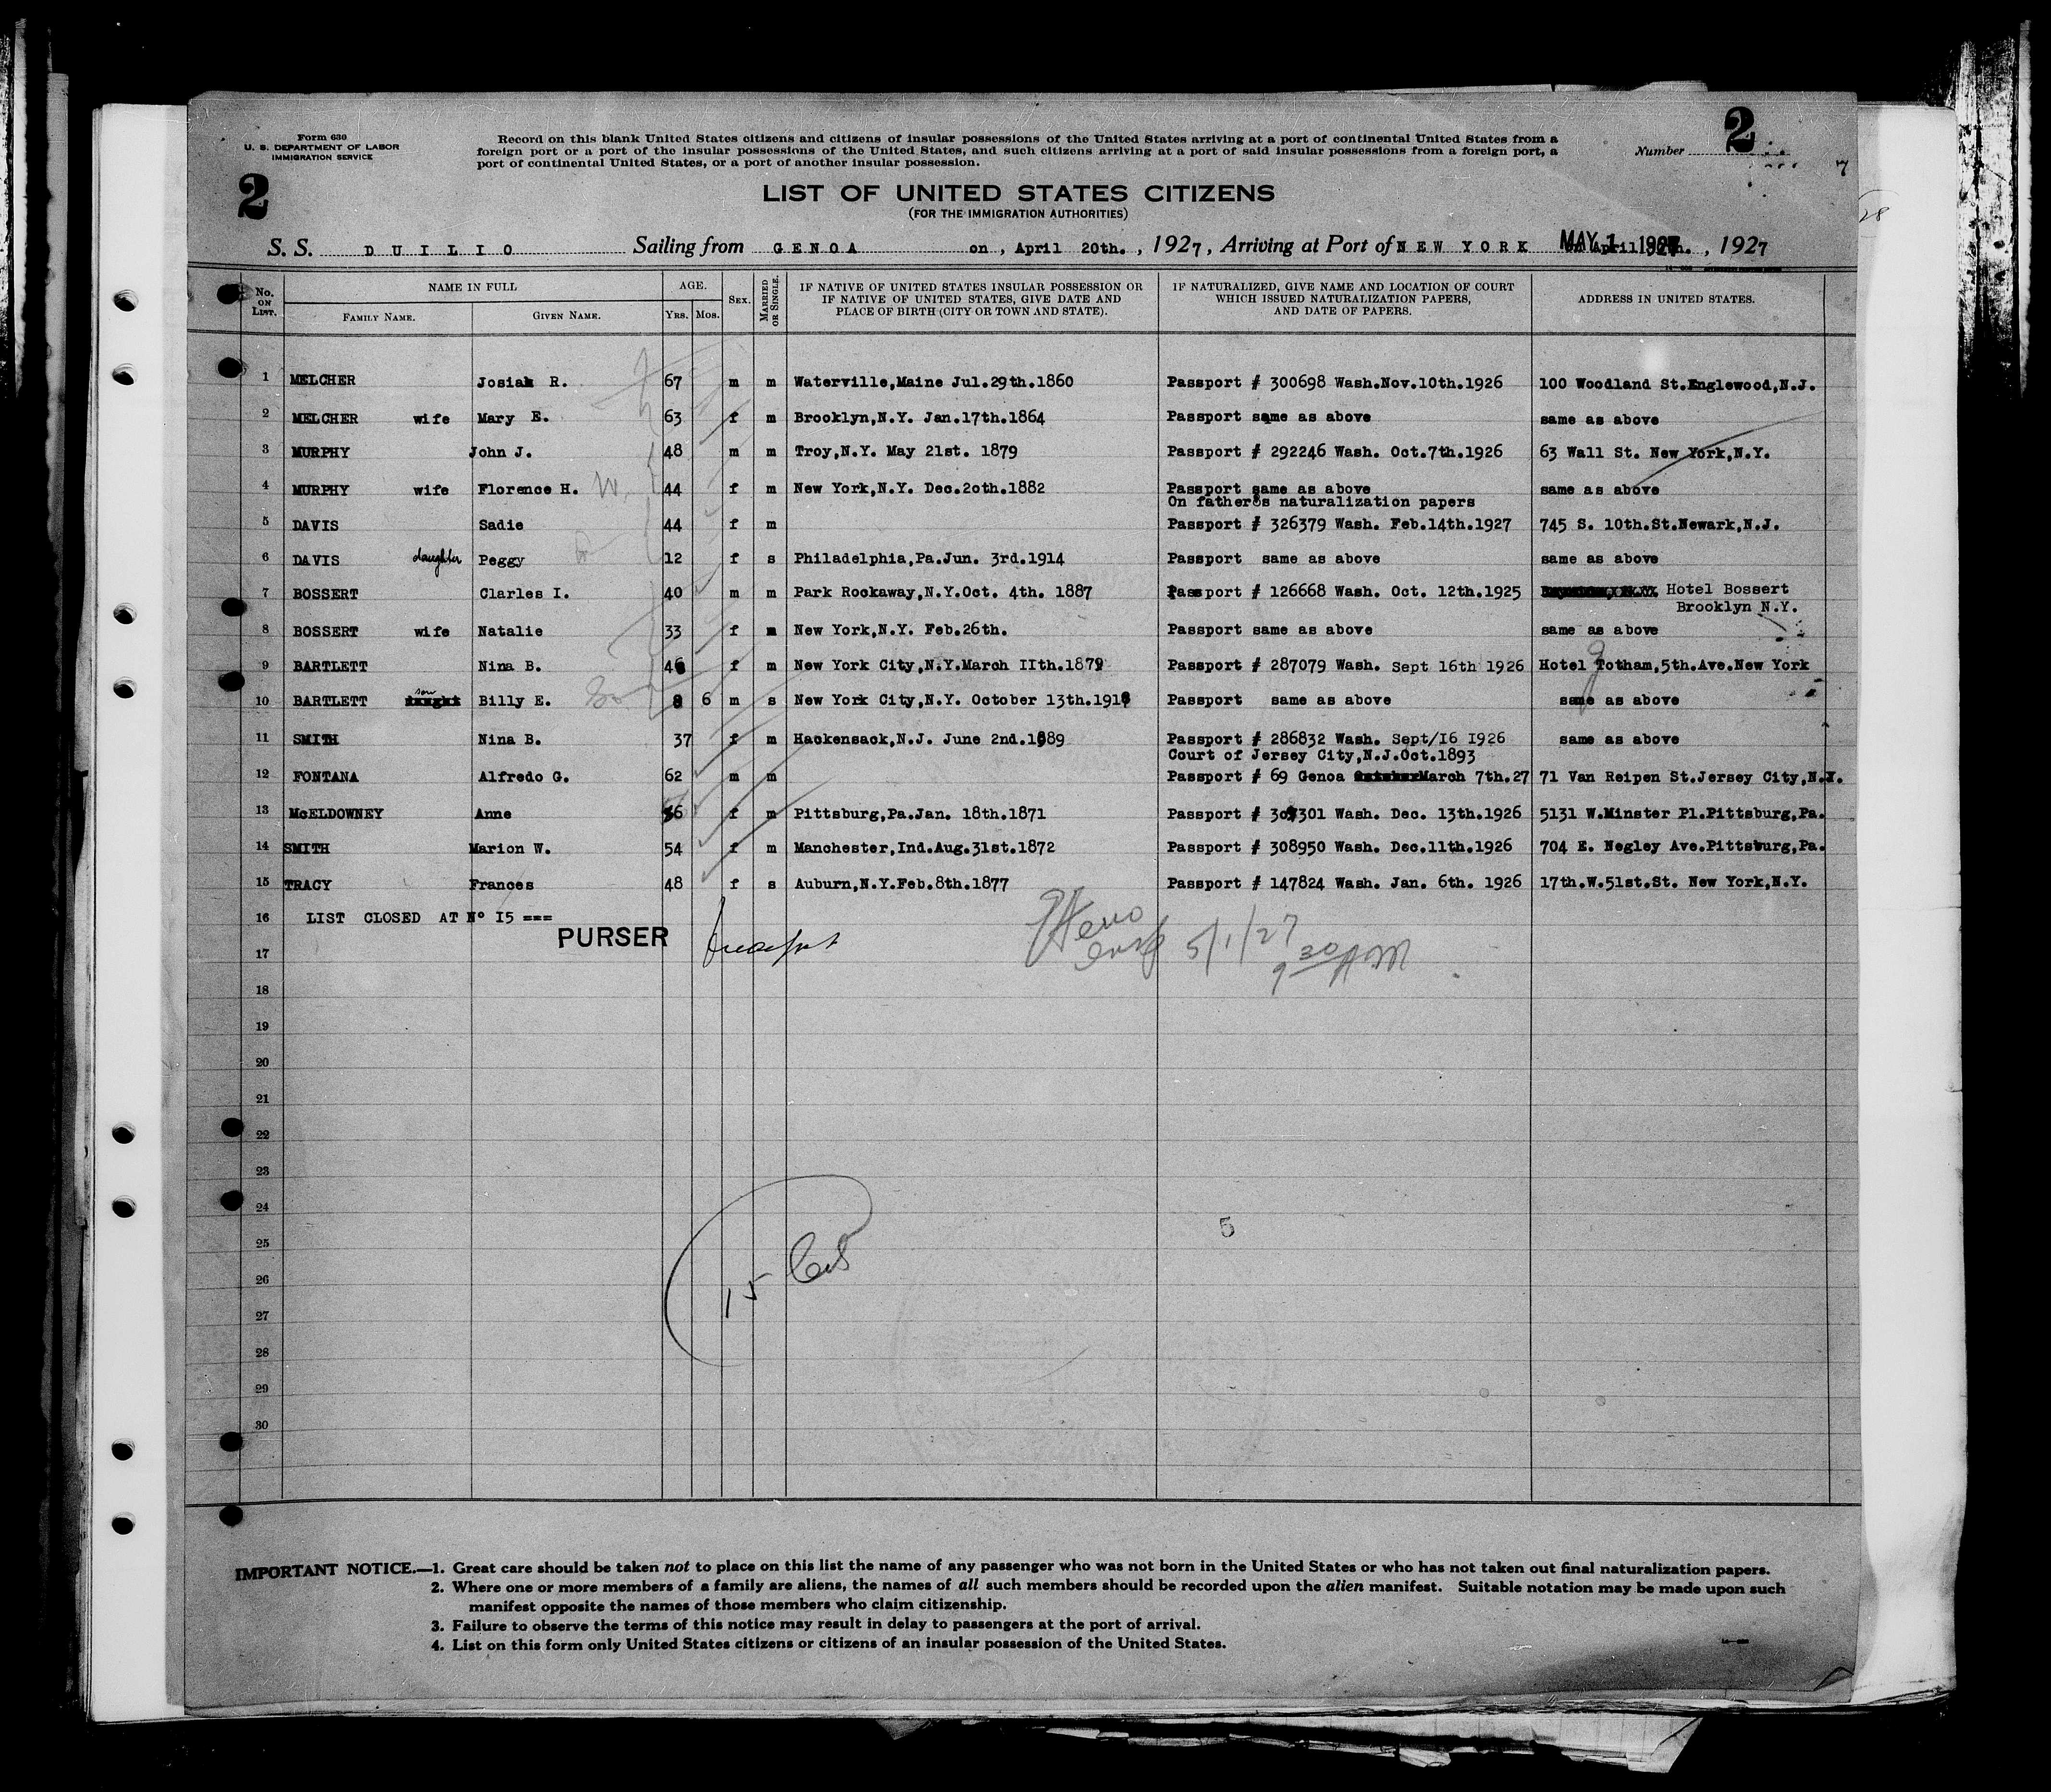 Form 630
U. S. DEPARTMENT OF LABOR
IMMIGRATION SERVICE
Record on this blank United States citizens and citizens of insular possessions of the United States arriving at a port of continental United States from a
foreign port or a port of the insular possessions of the United States, and such citizens arriving at a port of said insular possessions from a foreign port, a
port of continental United States, or a port of another insular possession.
Number 2
2
LIST OF UNITED STATES CITIZENS
(FOR THE IMMIGRATION AUTHORITIES)
S. S. DUILIO Sailing from GENOA on, April 20th., 1927, Arriving at Port of NEW YORK MAY 1 1927 April th., 1927
No. ON LIST. NAME IN FULL AGE. SEX. MARRIED OR SINGLE. IF NATIVE OF UNITED STATES INSULAR POSSESSION OR IF NATIVE OF UNITED STATES, GIVE DATE AND PLACE OF BIRTH (CITY OR TOWN AND STATE). IF NATURALIZED, GIVE NAME AND LOCATION OF COURT WHICH ISSUED NATURALIZATION PAPERS, AND DATE OF PAPERS. ADDRESS IN UNITED STATES.
FAMILY NAME. GIVEN NAME. YRS. MOS.
1 MELCHER Josiah R. 67 m m Waterville,Maine Jul.29th.1860 Passport # 300698 Wash.Nov.10th.1926 100 Woodland St.Englewood,N.J.
2 MELCHER wife Mary E. 63 f m Brooklyn,N.Y. Jan.17th.1864 Passport same as above same as above
3 MURPHY John J. 48 m m Troy,N.Y. May 21st. 1879 Passport # 292246 Wash. Oct.7th.1926 63 Wall St. New York,N.Y.
4 MURPHY wife Florence H. W. 44 f m New York,N.Y. Dec.20th.1882 Passport same as above same as above
On father's naturalization papers
5 DAVIS Sadie 44 f m Passport # 326379 Wash. Feb.14th.1927 745 S. 10th.St.Newark,N.J.
6 DAVIS daughter Peggy 12 f s Philadelphia,Pa.Jun. 3rd.1914 Passport same as above same as above
7 BOSSERT Clarles I. 40 m m Park Rockaway,N.Y.Oct. 4th. 1887 Passport # 126668 Wash. Oct. 12th.1925 Hotel Bossert
Brooklyn N.Y.
8 BOSSERT wife Natalie 33 f m New York,N.Y. Feb.26th. Passport same as above same as above
9 BARTLETT Nina B. 46 f m New York City,N.Y.March IIth.1879 Passport # 287079 Wash. Sept 16th 1926 Hotel Totham,5th.Ave.New York
10 BARTLETT son Billy E. 8 6 m s New York City,N.Y. October 13th.1918 Passport same as above same as above
11 SMITH Nina B. 37 f m Hackensack,N.J. June 2nd.1889 Passport # 286832 Wash. Sept/I6 I926 same as above
Court of Jersey City,N.J.Oct.1893
12 FONTANA Alfredo G. 62 m m Passport # 69 Genoa March 7th.27 71 Van Reipen St.Jersey City,N.J.
13 McELDOWNEY Anne 56 f m Pittsburg,Pa.Jan. 18th.1871 Passport # 301 Wash. Dec. 13th.1926 5131 W.Minster Pl.Pittsburg,Pa.
14 SMITH Marion W. 54 f m Manchester,Ind.Aug.31st.1872 Passport # 308950 Wash. Dec.11th.1926 704 E. Negley Ave.Pittsburg,Pa.
15 TRACY Frances 48 f s Auburn,N.Y.Feb.8th.1877 Passport # 147824 Wash. Jan. 6th. 1926 17th.W.51st.St. New York,N.Y.
16 LIST CLOSED AT Nº I5 ===
PURSER
5/1/27
9 30 AM
17
18
19
20
21
22
23
24
5
25
26
15
27
28
29
30
IMPORTANT NOTICE.—1. Great care should be taken not to place on this list the name of any passenger who was not born in the United States or who has not taken out final naturalization papers.
2. Where one or more members of a family are aliens, the names of all such members should be recorded upon the alien manifest. Suitable notation may be made upon such
manifest opposite the names of those members who claim citizenship.
3. Failure to observe the terms of this notice may result in delay to passengers at the port of arrival.
4. List on this form only United States citizens or citizens of an insular possession of the United States.